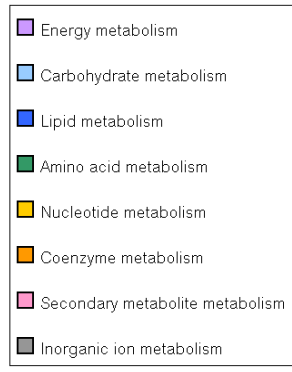 Energy metabolism
Carbohydrate metabolism
Lipid metabolism
Amino acid metabolism
Nucleotide metabolism
Coenzyme metabolism
Secondary metabolite metabolism
Inorganic ion metabolism